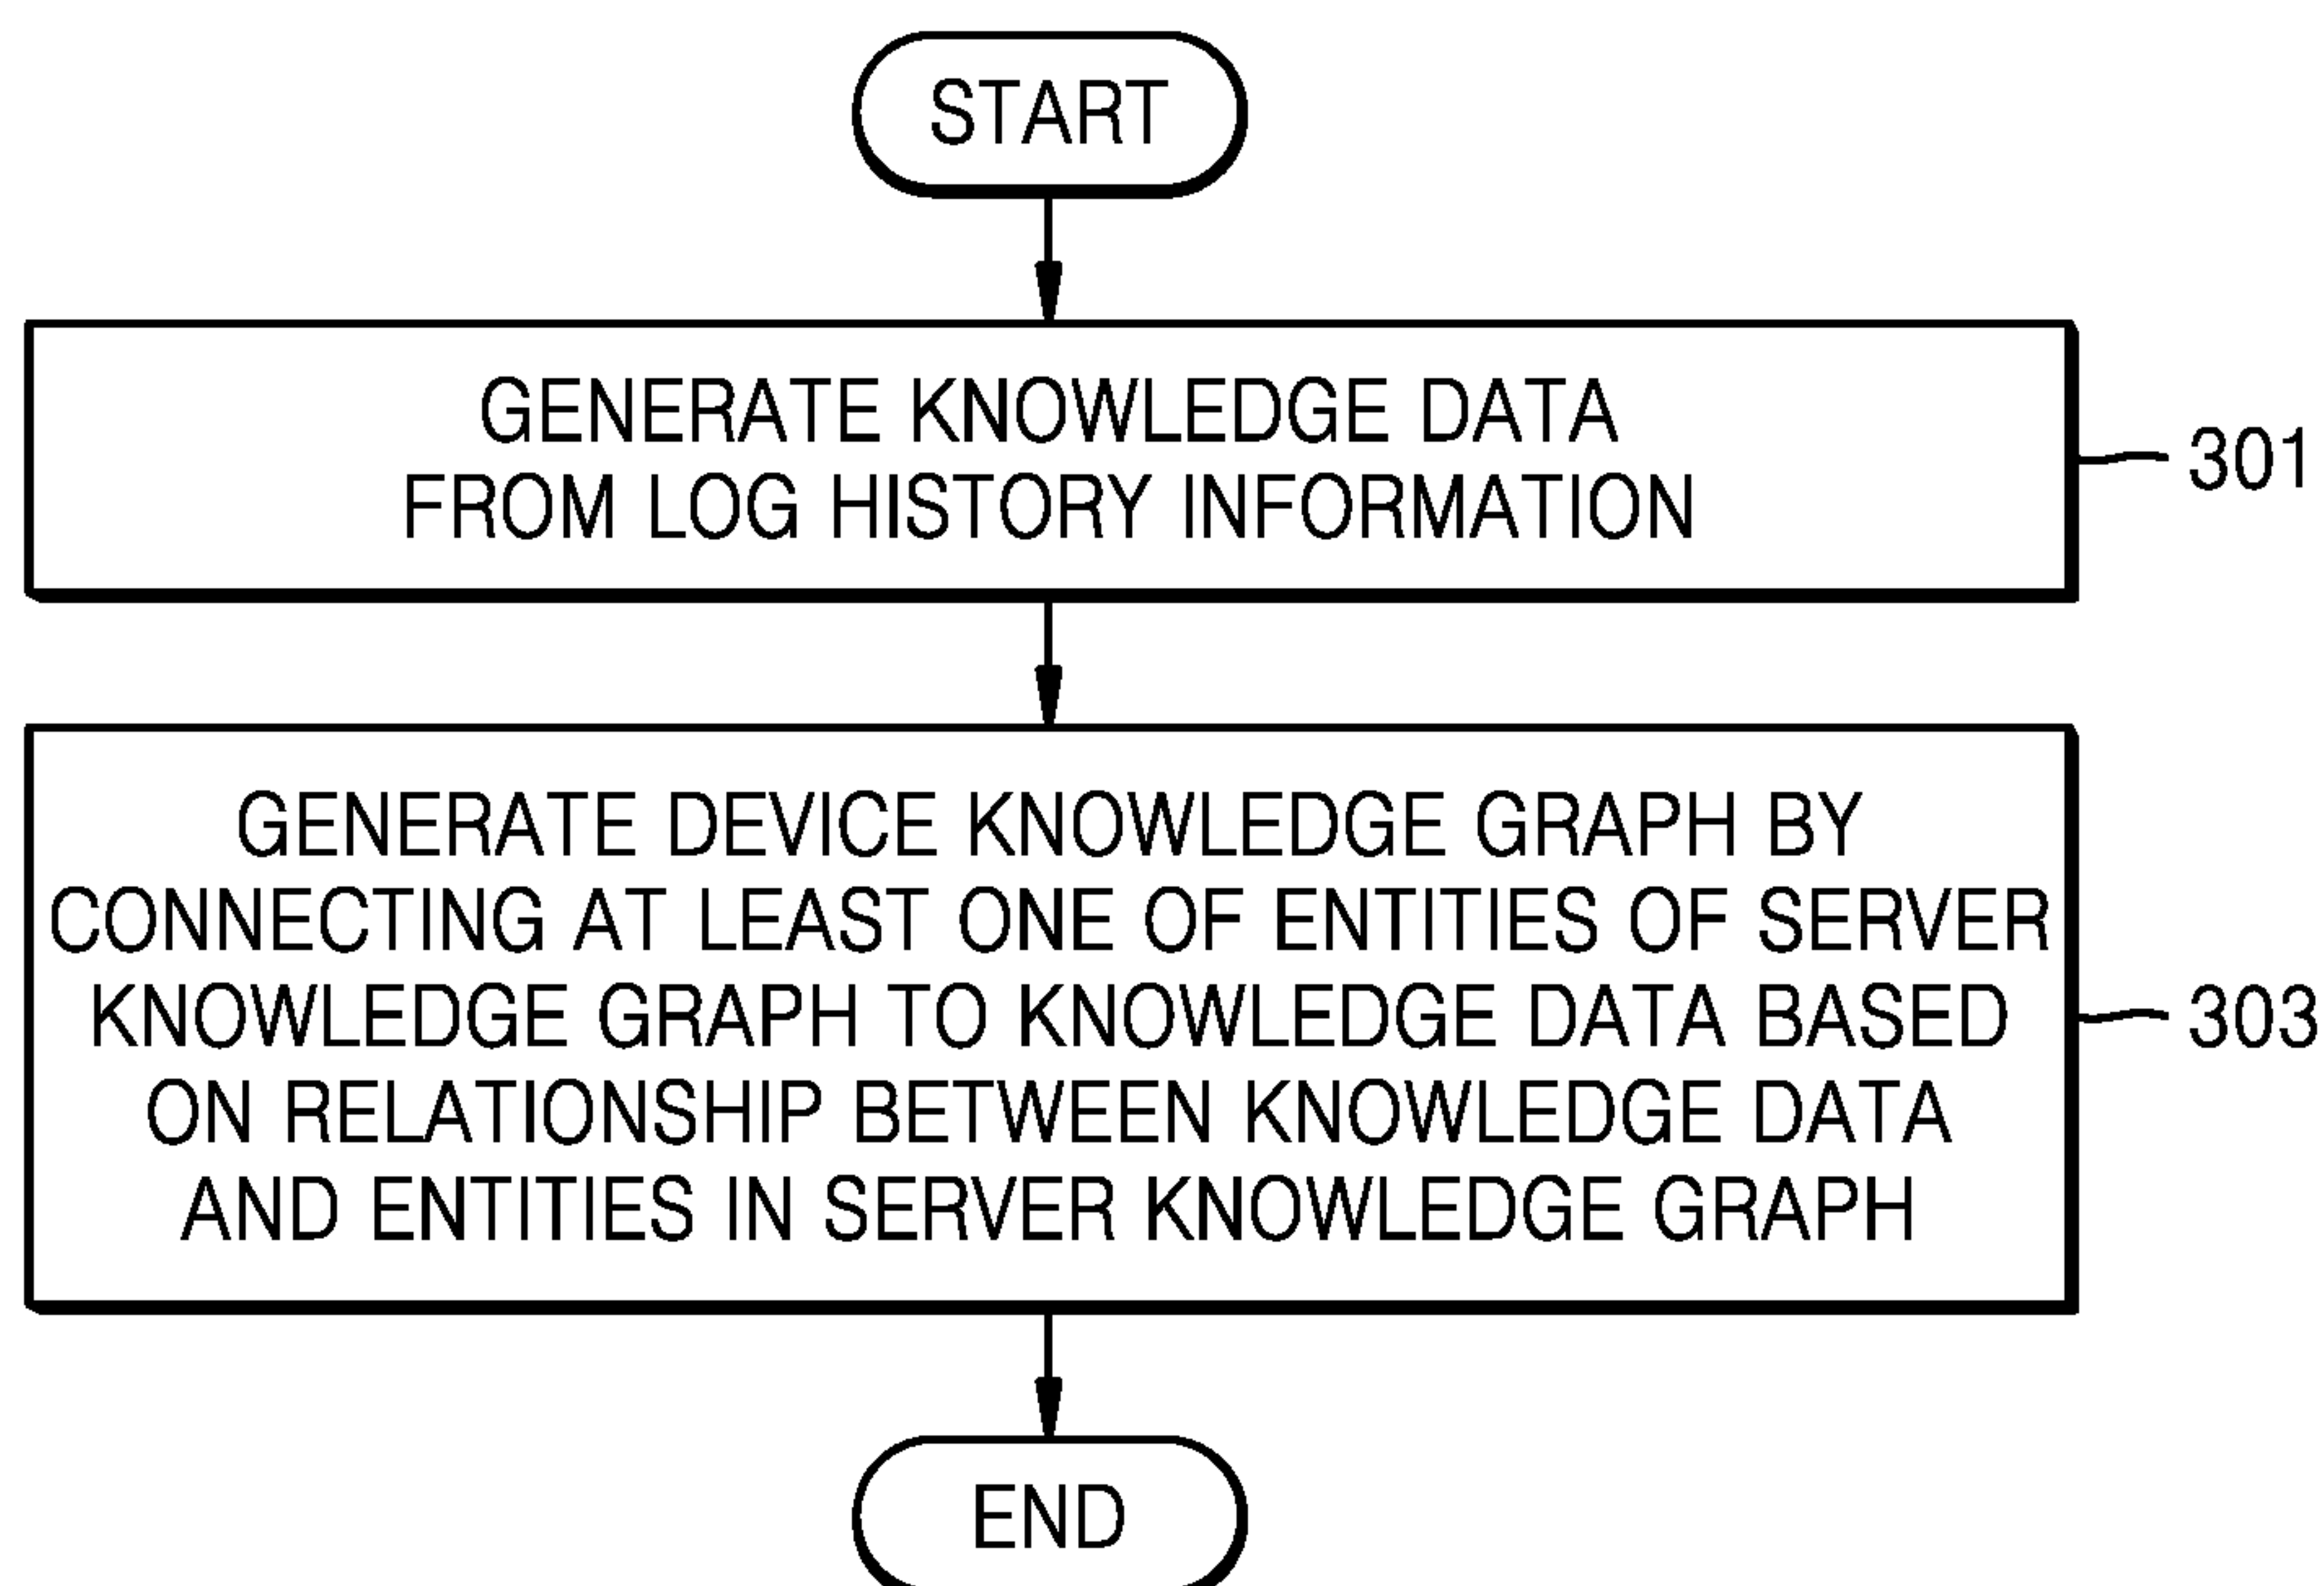 START
GENERATE KNOWLEDGE DATA
FROM LOG HISTORY INFORMATION
301
GENERATE DEVICE KNOWLEDGE GRAPH BY
CONNECTING AT LEAST ONE OF ENTITIES OF SERVER
KNOWLEDGE GRAPH TO KNOWLEDGE DATA BASED
ON RELATIONSHIP BETWEEN KNOWLEDGE DATA
AND ENTITIES IN SERVER KNOWLEDGE GRAPH
303
END